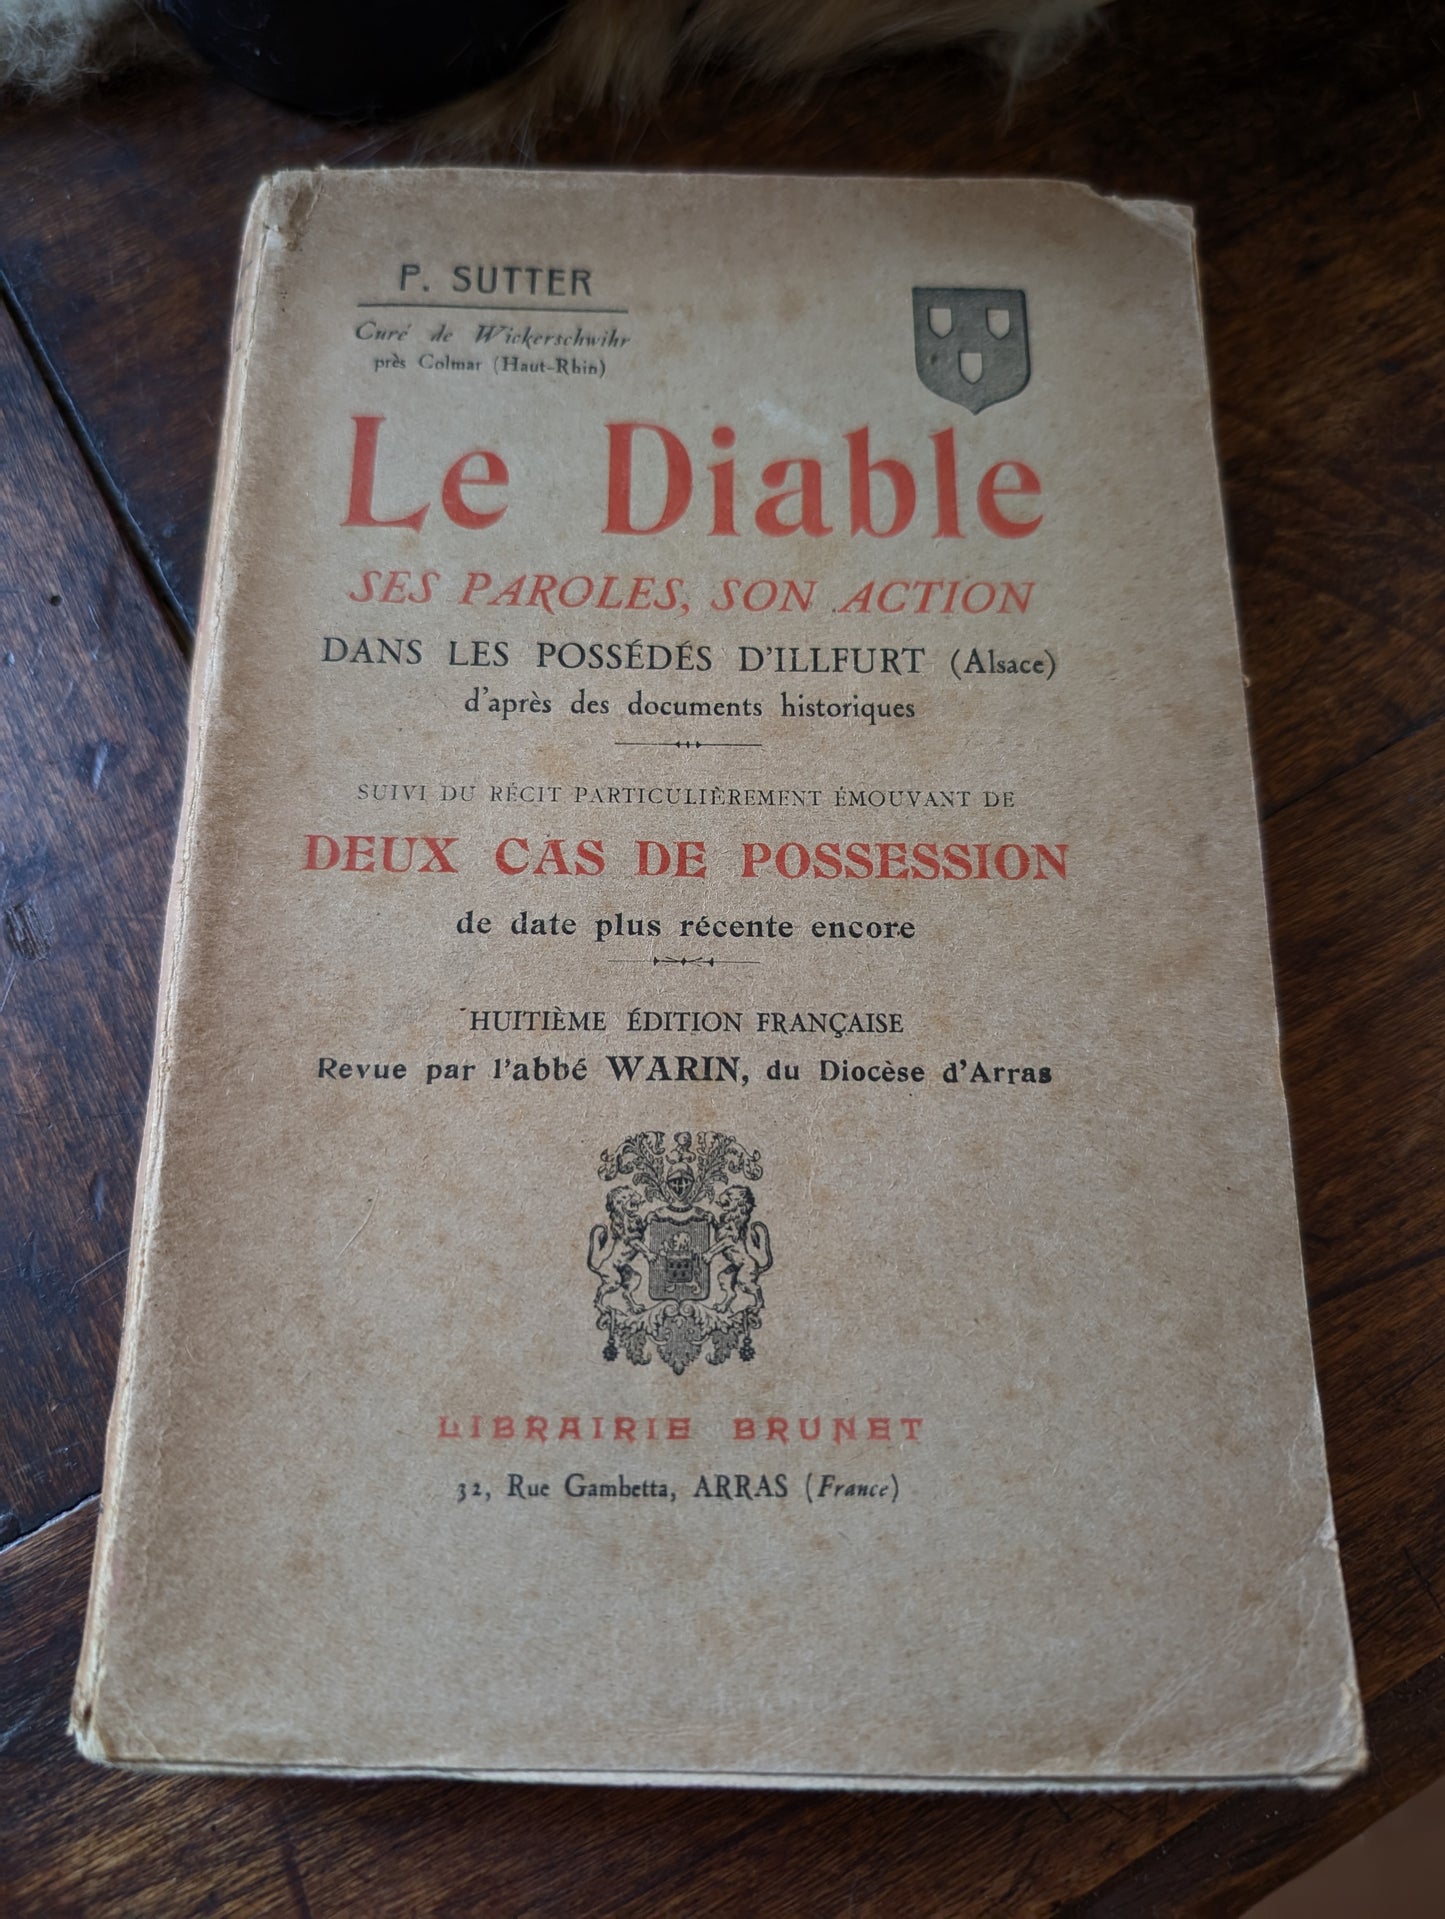 P. SUTTER
Curé de Wickerschwihr
près Colmar (Haut-Rhin)
Le Diable
SES PAROLES, SON ACTION
DANS LES POSSÉDÉS D'ILLFURT (Alsace)
d'après des documents historiques
SUIVI DU RÉCIT PARTICULIÈREMENT ÉMOUVANT DE
DEUX CAS DE POSSESSION
de date plus récente encore
HUITIÈME ÉDITION FRANÇAISE
Revue par l'abbé WARIN, du Diocèse d'Arras
LIBRAIRIE BRUNET
32, Rue Gambetta, ARRAS (France)